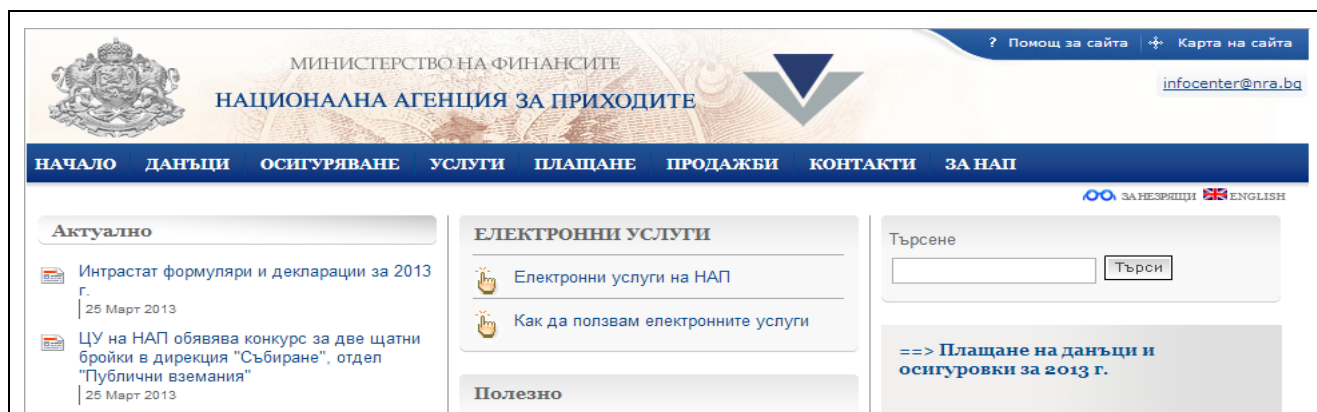 ? Помощ за сайта Карта на сайта
МИНИСТЕРСТВО НА ФИНАНСИТЕ
НАЦИОНАЛНА АГЕНЦИЯ ЗА ПРИХОДИТЕ
infocenter@nra.bg
НАЧАЛО ДАНЪЦИ ОСИГУРЯВАНЕ УСЛУГИ ПЛАЩАНЕ ПРОДАЖБИ КОНТАКТИ ЗА НАП
ЗА НЕЗРЯЩИ ENGLISH
Актуално
Интрастат формуляри и декларации за 2013
г.
25 Март 2013
ЦУ на НАП обявява конкурс за две щатни
бройки в дирекция "Събиране", отдел
"Публични вземания"
25 Март 2013
ЕЛЕКТРОННИ УСЛУГИ
Електронни услуги на НАП
Как да ползвам електронните услуги
Полезно
Търсене
Търси
==> Плащане на данъци и
осигуровки за 2013 г.